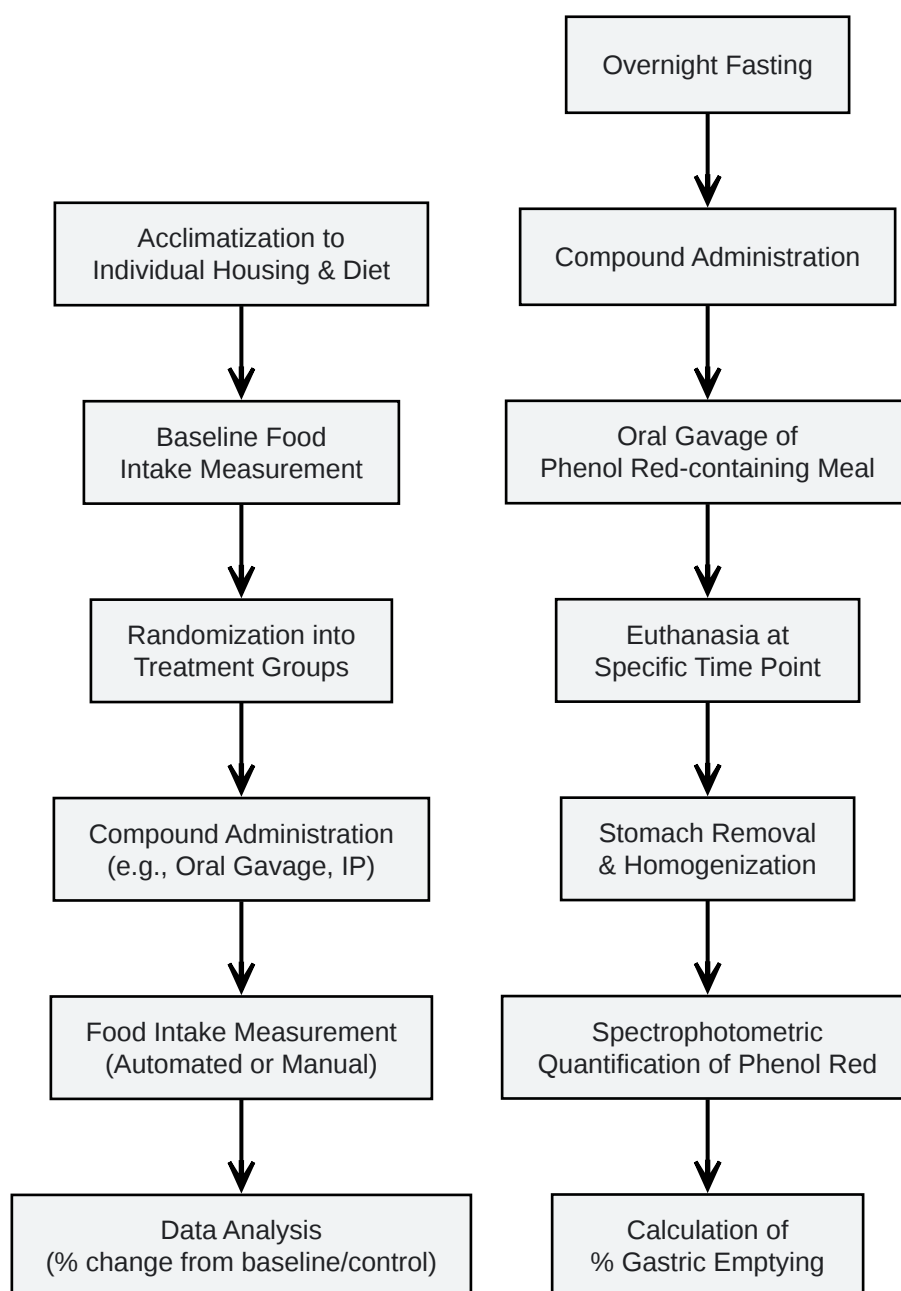 Acclimatization to
Individual Housing & Diet
Baseline Food
Intake Measurement
Randomization into
Treatment Groups
Compound Administration
(e.g., Oral Gavage, IP)
Food Intake Measurement
(Automated or Manual)
Data Analysis
(% change from baseline/control)
Overnight Fasting
Compound Administration
Oral Gavage of
Phenol Red-containing Meal
Euthanasia at
Specific Time Point
Stomach Removal
& Homogenization
Spectrophotometric
Quantification of Phenol Red
Calculation of
% Gastric Emptying